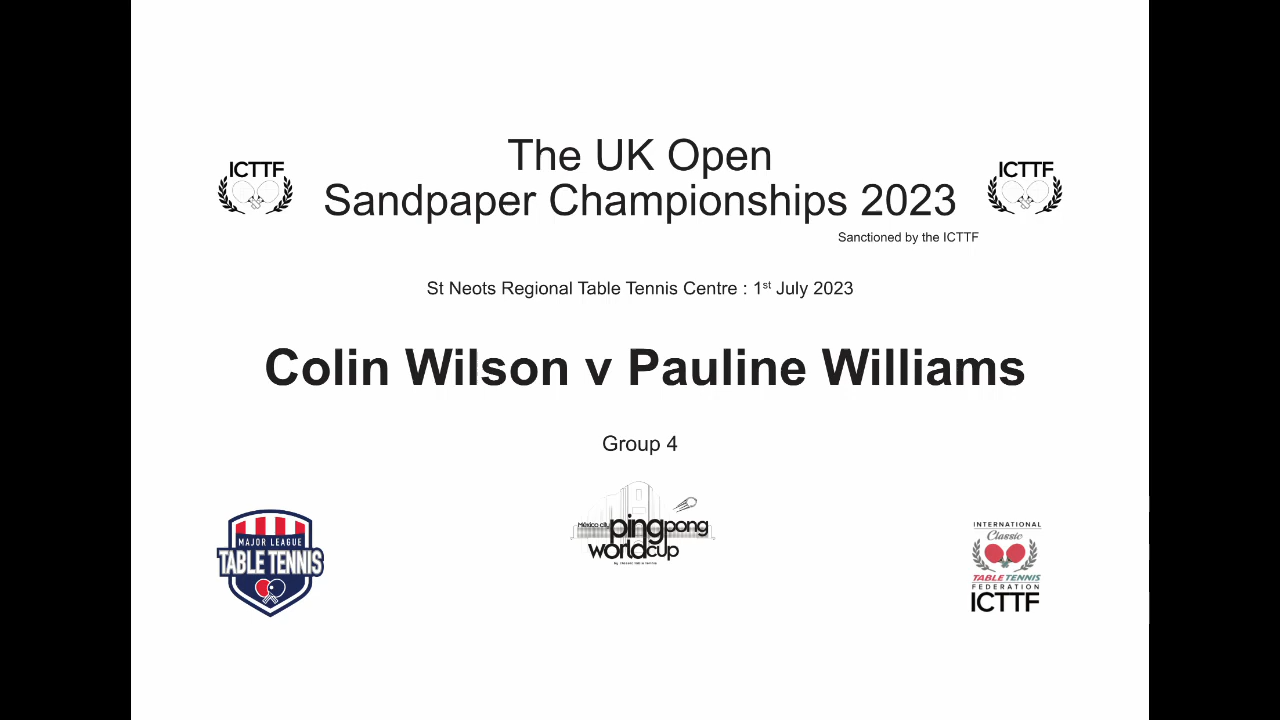 The UK Open
ICTTF
Sandpaper Championships 2023
ICTTF
Sanctioned by the ICTTF
St Neots Regional Table Tennis Centre : 1st July 2023
Colin Wilson v Pauline Williams
Group 4
MAJOR LEAGUE
TABLE TENNIS
México city
ping pong
world cup
INTERNATIONAL
Classic
TABLE TENNIS
FEDERATION
ICTTF